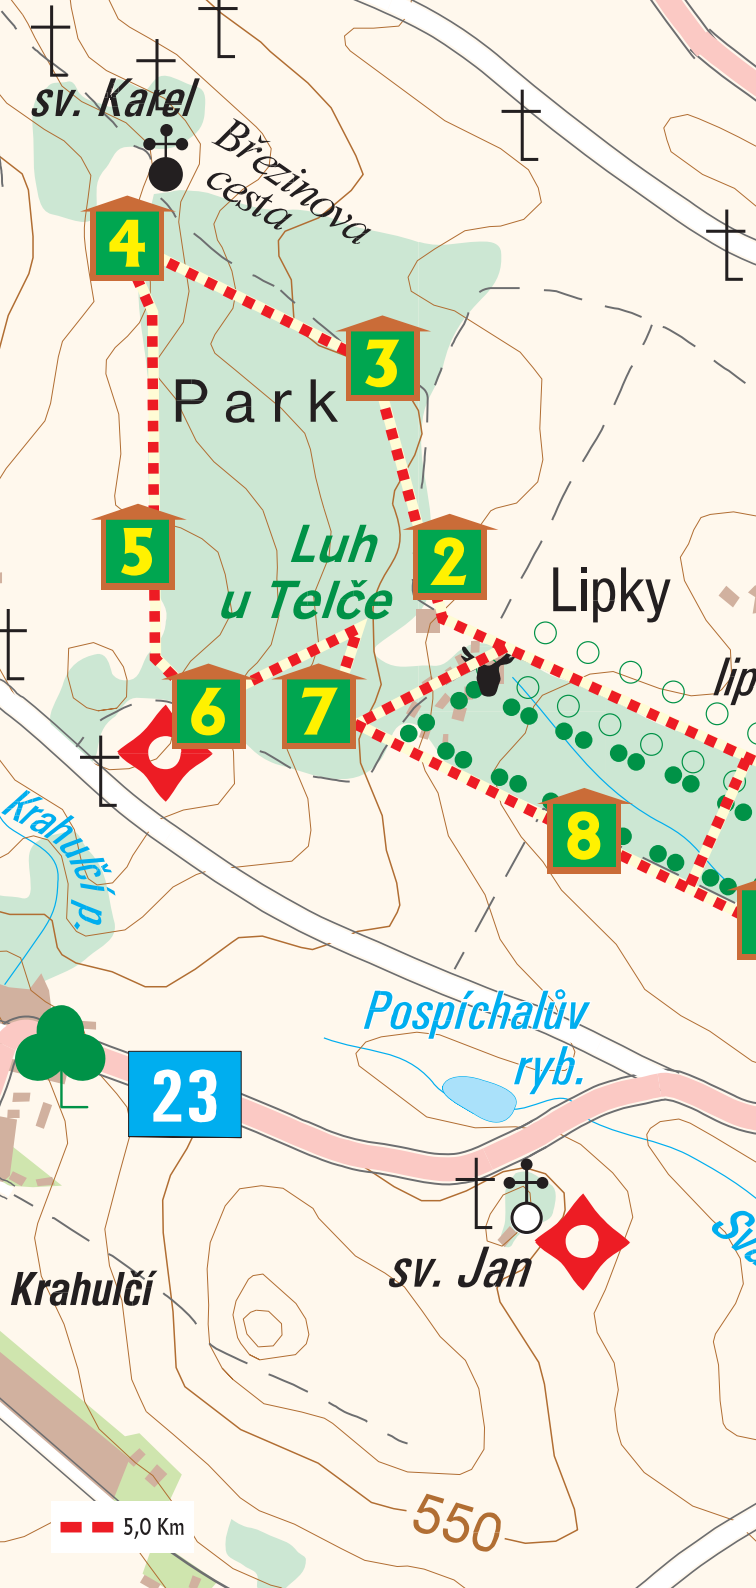 sv. Karel
Březinova
cesta
4
3
Park
5
2
Luh
u Telče
Lipky
lip
6
7
8
Krahulčí p.
Pospíchalův
ryb.
23
sv. Jan
Krahulčí
550
5,0 Km